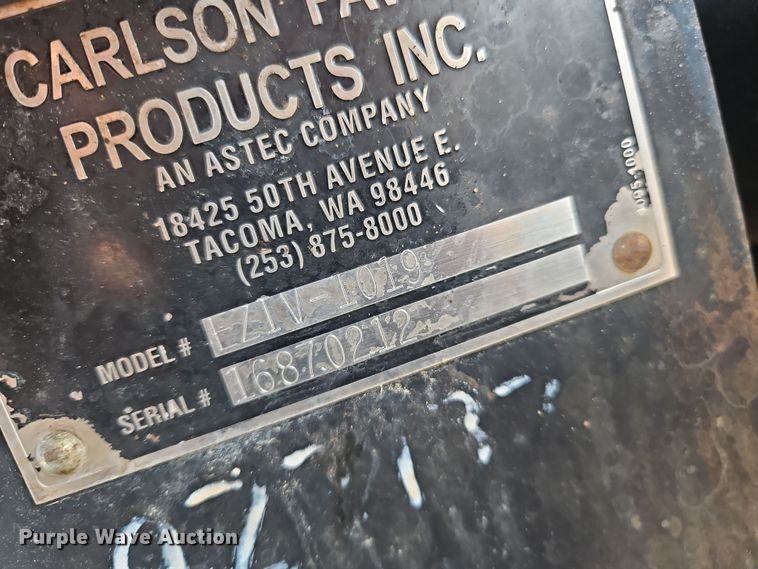 CARLSON
PRODUCTS INC.
AN ASTEC COMPANY
18425 50TH AVENUE E.
TACOMA, WA 98446
(253) 875-8000
MODEL # EZIV-1019
SERIAL # 16870212
Purple Wave Auction